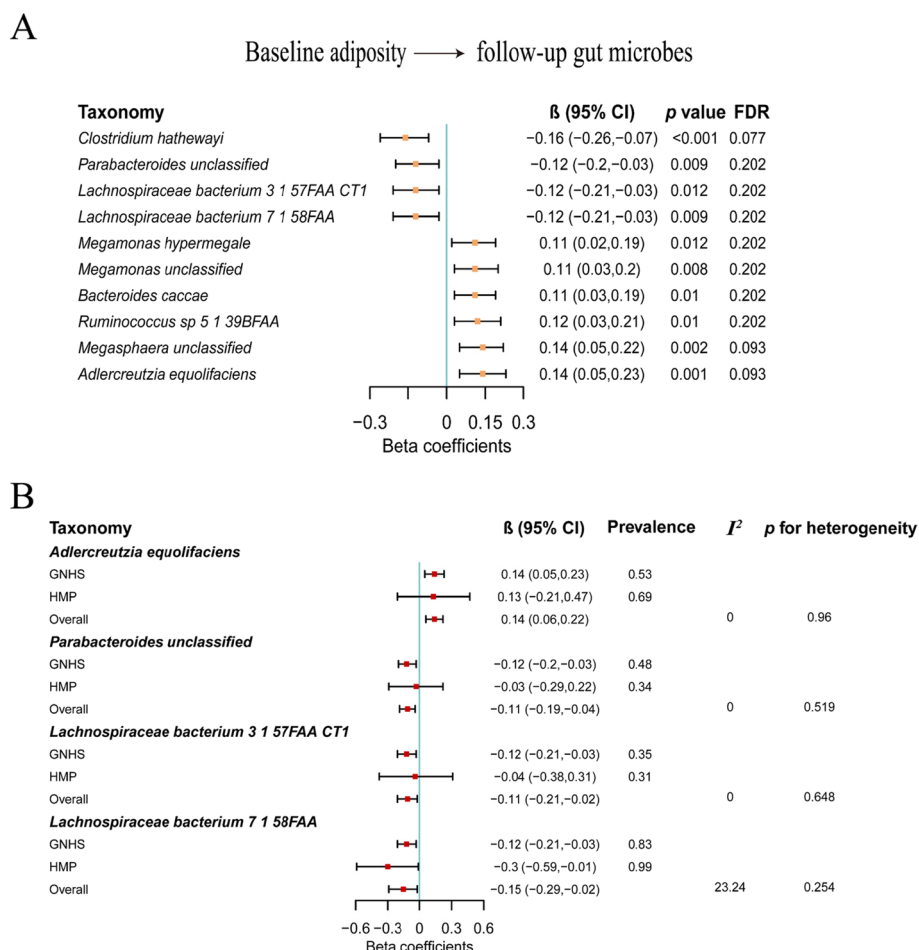 A
Baseline adiposity → follow-up gut microbes
Taxonomy ß (95% CI) p value FDR
Clostridium hathewayi −0.16 (−0.26,−0.07) <0.001 0.077
Parabacteroides unclassified −0.12 (−0.2,−0.03) 0.009 0.202
Lachnospiraceae bacterium 3 1 57FAA CT1 −0.12 (−0.21,−0.03) 0.012 0.202
Lachnospiraceae bacterium 7 1 58FAA −0.12 (−0.21,−0.03) 0.009 0.202
Megamonas hypermegale 0.11 (0.02,0.19) 0.012 0.202
Megamonas unclassified 0.11 (0.03,0.2) 0.008 0.202
Bacteroides caccae 0.11 (0.03,0.19) 0.01 0.202
Ruminococcus sp 5 1 39BFAA 0.12 (0.03,0.21) 0.01 0.202
Megasphaera unclassified 0.14 (0.05,0.22) 0.002 0.093
Adlercreutzia equolifaciens 0.14 (0.05,0.23) 0.001 0.093
−0.3 0 0.15 0.3
Beta coefficients
B
Taxonomy ß (95% CI) Prevalence I² p for heterogeneity
Adlercreutzia equolifaciens
GNHS 0.14 (0.05,0.23) 0.53
HMP 0.13 (−0.21,0.47) 0.69
Overall 0.14 (0.06,0.22) 0 0.96
Parabacteroides unclassified
GNHS −0.12 (−0.2,−0.03) 0.48
HMP −0.03 (−0.29,0.22) 0.34
Overall −0.11 (−0.19,−0.04) 0 0.519
Lachnospiraceae bacterium 3 1 57FAA CT1
GNHS −0.12 (−0.21,−0.03) 0.35
HMP −0.04 (−0.38,0.31) 0.31
Overall −0.11 (−0.21,−0.02) 0 0.648
Lachnospiraceae bacterium 7 1 58FAA
GNHS −0.12 (−0.21,−0.03) 0.83
HMP −0.3 (−0.59,−0.01) 0.99
Overall −0.15 (−0.29,−0.02) 23.24 0.254
−0.6 −0.3 0 0.3 0.6
Beta coefficients